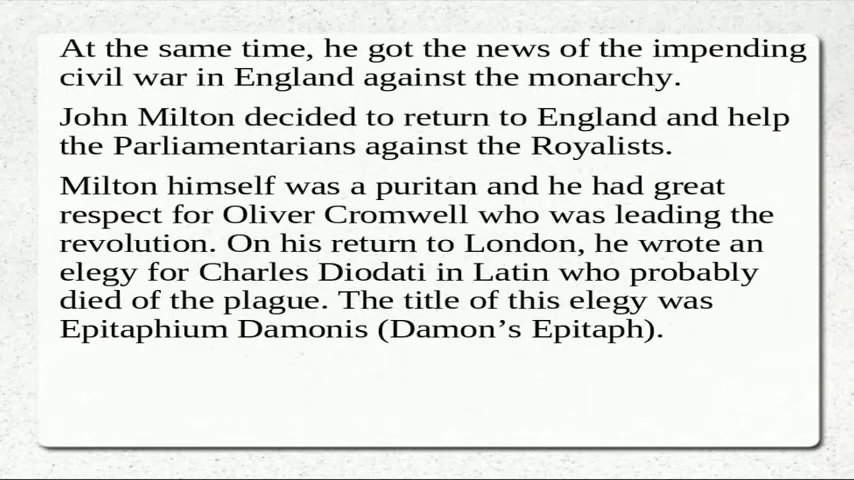 At the same time, he got the news of the impending
civil war in England against the monarchy.
John Milton decided to return to England and help
the Parliamentarians against the Royalists.
Milton himself was a puritan and he had great
respect for Oliver Cromwell who was leading the
revolution. On his return to London, he wrote an
elegy for Charles Diodati in Latin who probably
died of the plague. The title of this elegy was
Epitaphium Damonis (Damon’s Epitaph).